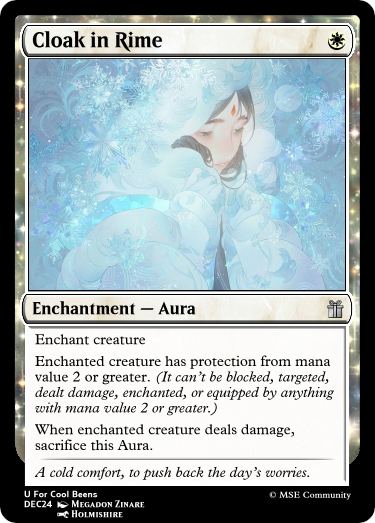 Cloak in Rime
Enchantment — Aura
Enchant creature
Enchanted creature has protection from mana
value 2 or greater. (It can't be blocked, targeted,
dealt damage, enchanted, or equipped by anything
with mana value 2 or greater.)
When enchanted creature deals damage,
sacrifice this Aura.
A cold comfort, to push back the day's worries.
U For Cool Beens
© MSE Community
DEC24 Megadon Zinare
Holmishire